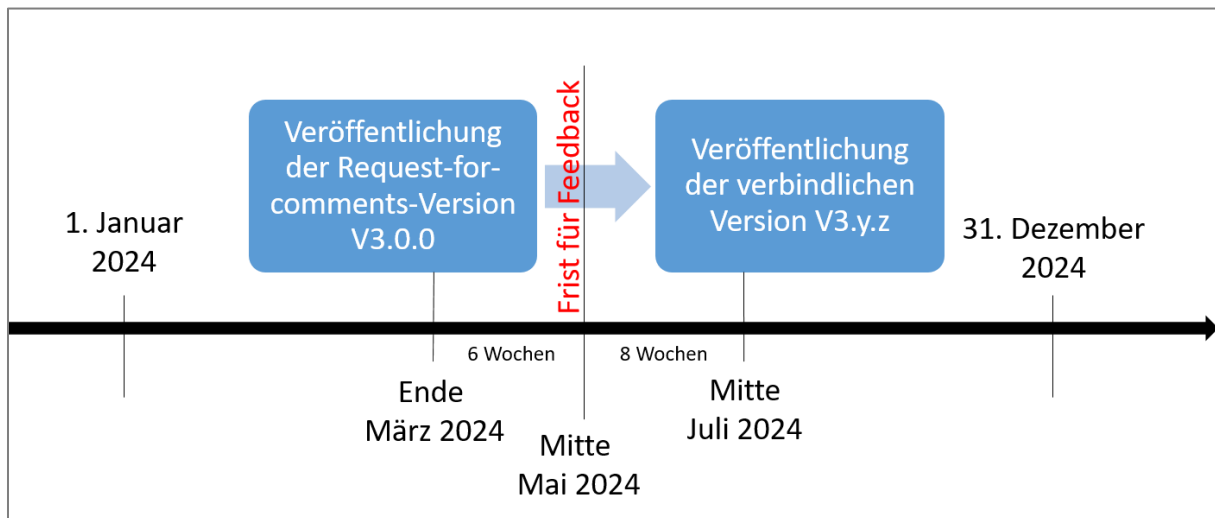 1. Januar
2024
Veröffentlichung
der Request-for-
comments-Version
V3.0.0
Frist für Feedback
Veröffentlichung
der verbindlichen
Version V3.y.z
31. Dezember
2024
6 Wochen
8 Wochen
Ende
März 2024
Mitte
Mai 2024
Mitte
Juli 2024